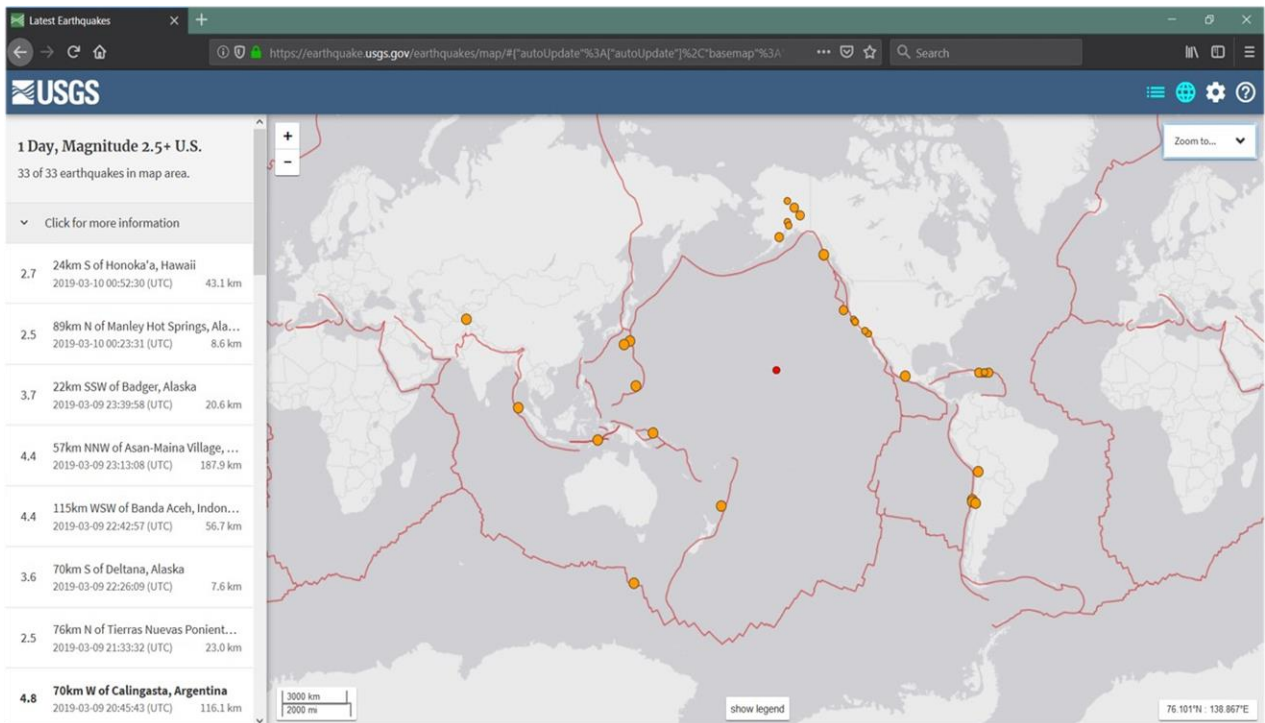 Latest Earthquakes
https://earthquake.usgs.gov/earthquakes/map/#{"autoUpdate"%3A["autoUpdate"]%2C"basemap"%3A
Search
USGS
1 Day, Magnitude 2.5+ U.S.
33 of 33 earthquakes in map area.
Click for more information
2.7
24km S of Honoka'a, Hawaii
2019-03-10 00:52:30 (UTC) 43.1 km
2.5
89km N of Manley Hot Springs, Ala...
2019-03-10 00:23:31 (UTC) 8.6 km
3.7
22km SSW of Badger, Alaska
2019-03-09 23:39:58 (UTC) 20.6 km
4.4
57km NNW of Asan-Maina Village, ...
2019-03-09 23:13:08 (UTC) 187.9 km
4.4
115km WSW of Banda Aceh, Indon...
2019-03-09 22:42:57 (UTC) 56.7 km
3.6
70km S of Deltana, Alaska
2019-03-09 22:26:09 (UTC) 7.6 km
2.5
76km N of Tierras Nuevas Ponient...
2019-03-09 21:33:32 (UTC) 23.0 km
4.8
70km W of Calingasta, Argentina
2019-03-09 20:45:43 (UTC) 116.1 km
Zoom to...
3000 km
2000 mi
show legend
76.101°N : 138.867°E